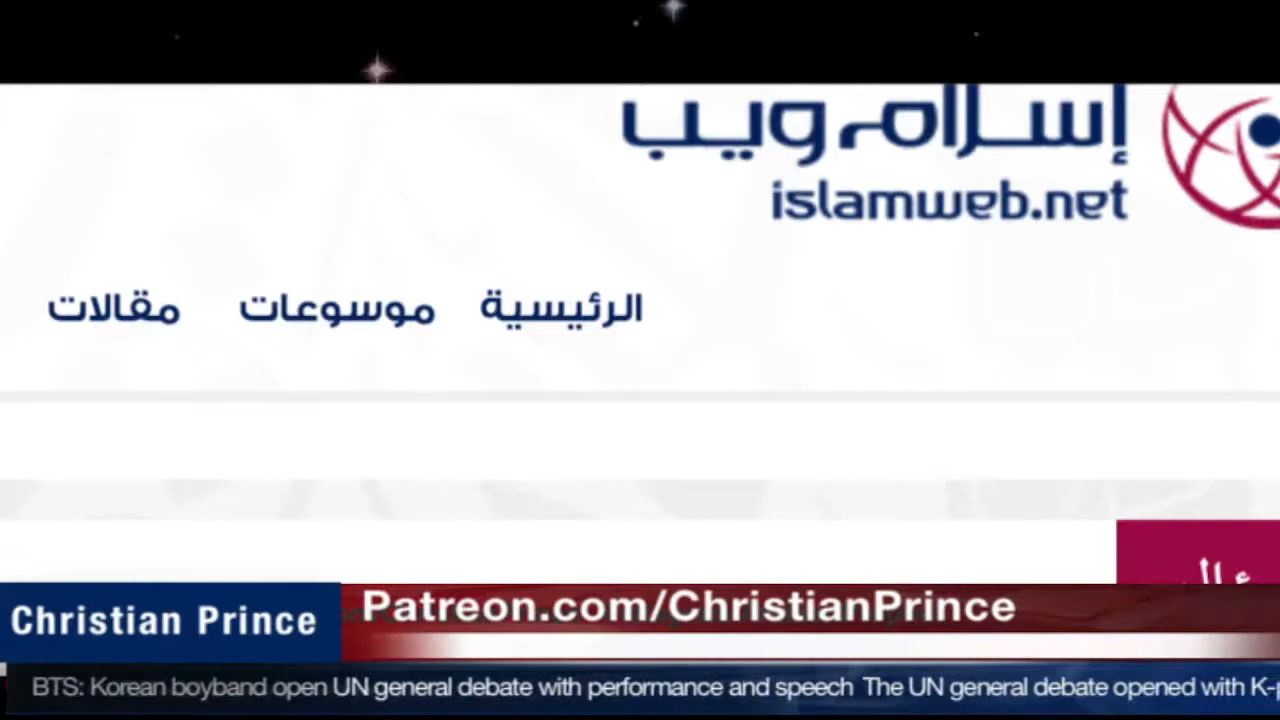 إسلام ويب
islamweb.net
الرئيسية موسوعات مقالات
Christian Prince
Patreon.com/ChristianPrince
BTS: Korean boyband open UN general debate with performance and speech The UN general debate opened with K-